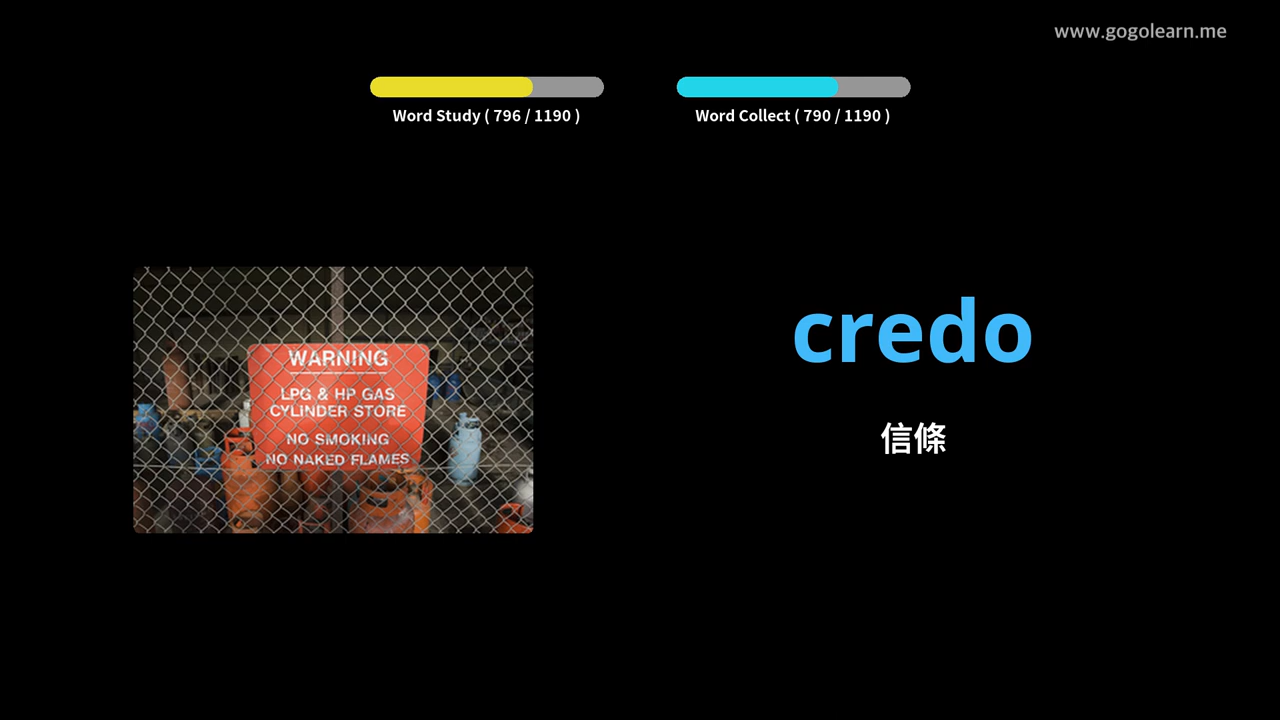 www.gogolearn.me
Word Study ( 796 / 1190 )
Word Collect ( 790 / 1190 )
WARNING
LPG & HP GAS
CYLINDER STORE
NO SMOKING
NO NAKED FLAMES
credo
信條